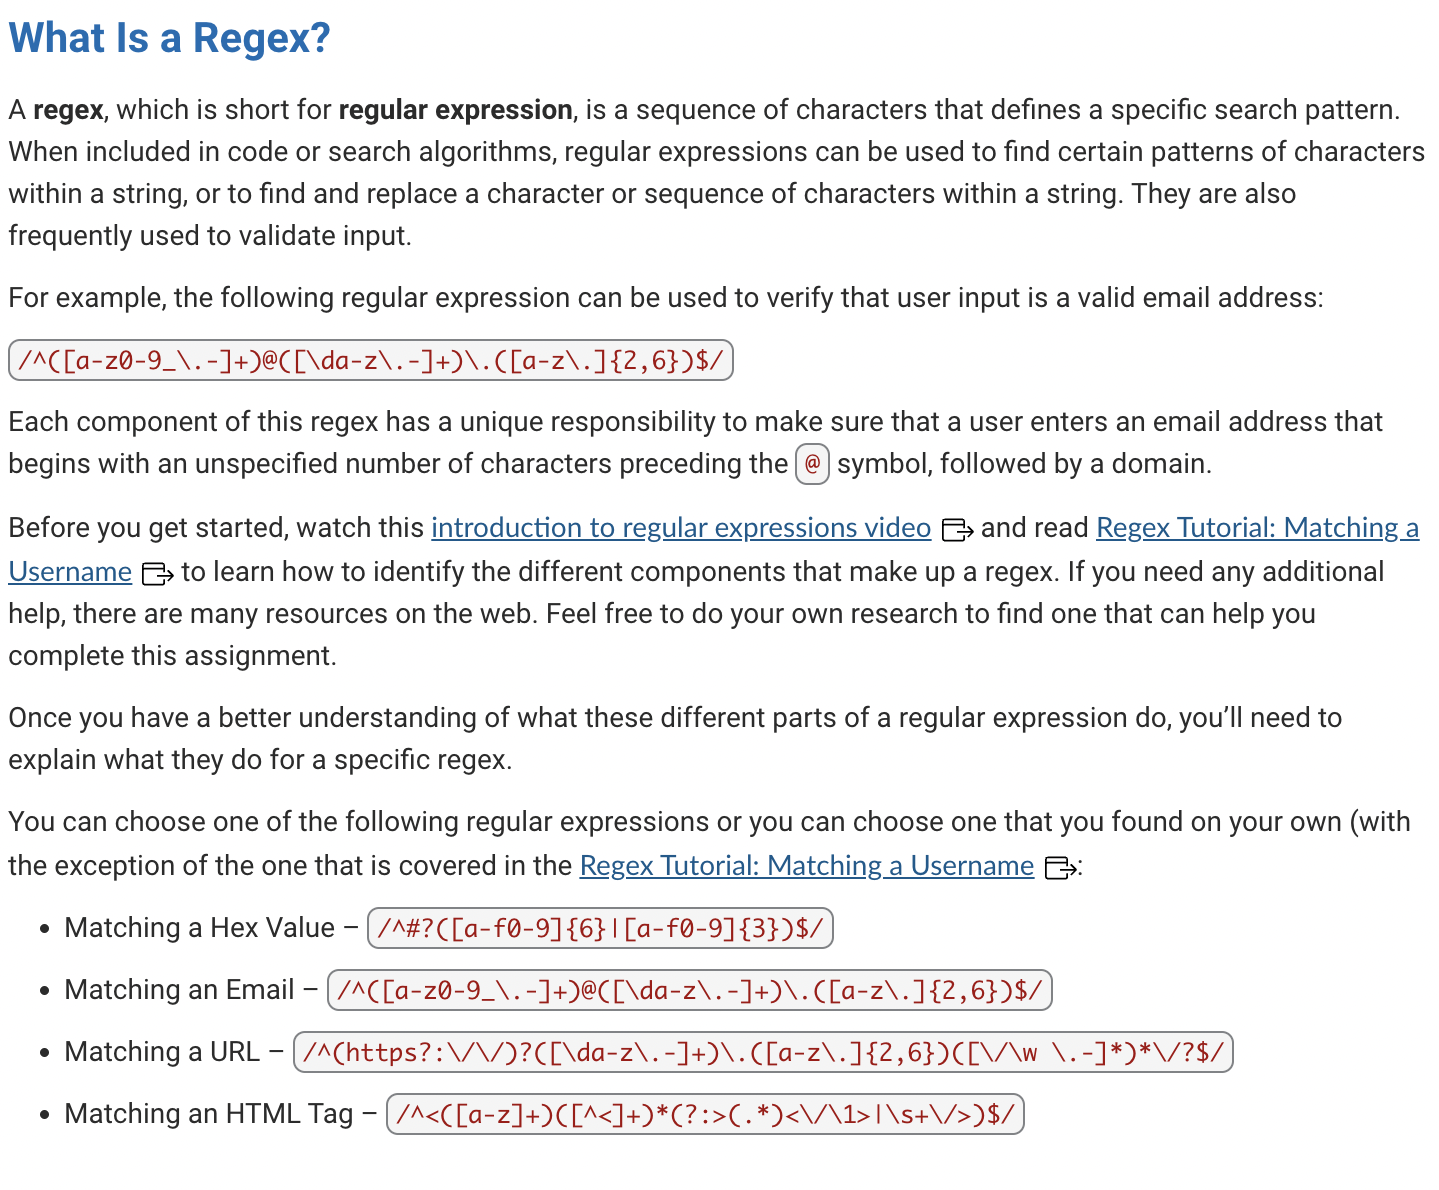 What Is a Regex?
A regex, which is short for regular expression, is a sequence of characters that defines a specific search pattern.
When included in code or search algorithms, regular expressions can be used to find certain patterns of characters
within a string, or to find and replace a character or sequence of characters within a string. They are also
frequently used to validate input.
For example, the following regular expression can be used to verify that user input is a valid email address:
/^([a-z0-9_\.-]+)@([\da-z\.-]+)\.([a-z\.]{2,6})$/
Each component of this regex has a unique responsibility to make sure that a user enters an email address that
begins with an unspecified number of characters preceding the @ symbol, followed by a domain.
Before you get started, watch this introduction to regular expressions video and read Regex Tutorial: Matching a
Username to learn how to identify the different components that make up a regex. If you need any additional
help, there are many resources on the web. Feel free to do your own research to find one that can help you
complete this assignment.
Once you have a better understanding of what these different parts of a regular expression do, you’ll need to
explain what they do for a specific regex.
You can choose one of the following regular expressions or you can choose one that you found on your own (with
the exception of the one that is covered in the Regex Tutorial: Matching a Username :
• Matching a Hex Value – /^#?([a-f0-9]{6}|[a-f0-9]{3})$/
• Matching an Email – /^([a-z0-9_\.-]+)@([\da-z\.-]+)\.([a-z\.]{2,6})$/
• Matching a URL – /^(https?:\/\/)?([\da-z\.-]+)\.([a-z\.]{2,6})([\/\w \.-]*)*\/?$/
• Matching an HTML Tag – /^<([a-z]+)([^<]+)*(?:>(.*)<\/\1>|\s+\/>)$/